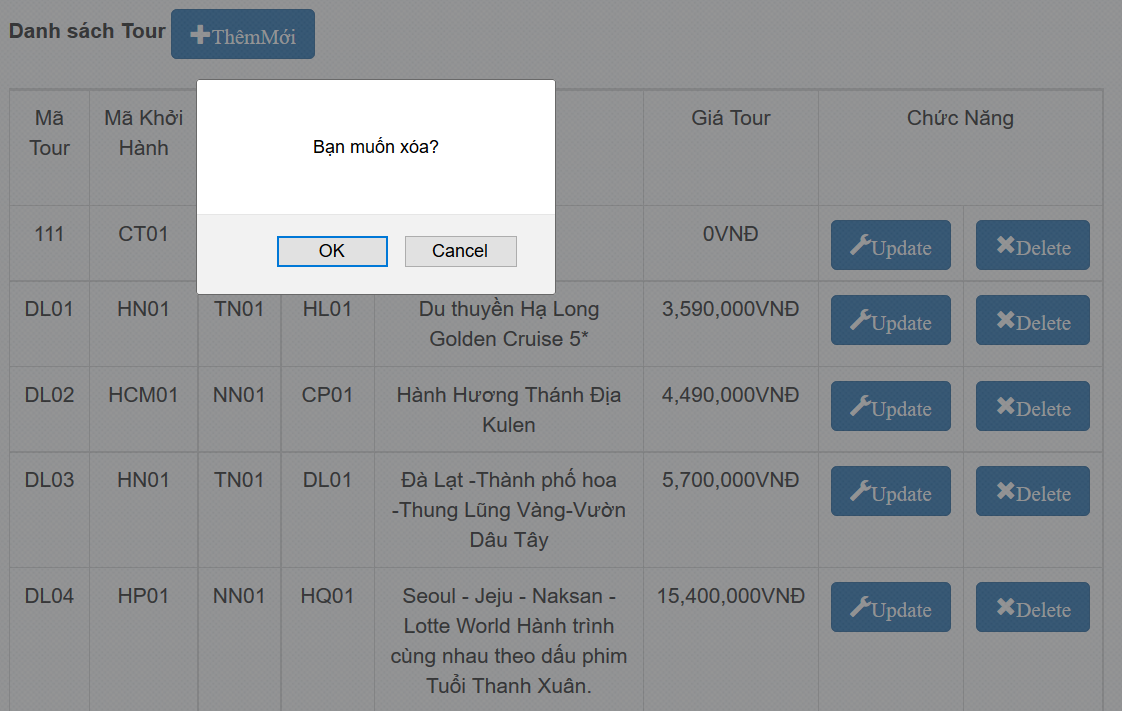 Danh sách Tour ThêmMới
Bạn muốn xóa?
OK Cancel
Mã Tour Mã Khởi Hành Giá Tour Chức Năng
111 CT01 0VNĐ Update Delete
DL01 HN01 TN01 HL01 Du thuyền Hạ Long 3,590,000VNĐ Update Delete
Golden Cruise 5*
DL02 HCM01 NN01 CP01 Hành Hương Thánh Địa 4,490,000VNĐ Update Delete
Kulen
DL03 HN01 TN01 DL01 Đà Lạt -Thành phố hoa 5,700,000VNĐ Update Delete
-Thung Lũng Vàng-Vườn
Dâu Tây
DL04 HP01 NN01 HQ01 Seoul - Jeju - Naksan - 15,400,000VNĐ Update Delete
Lotte World Hành trình
cùng nhau theo dấu phim
Tuổi Thanh Xuân.